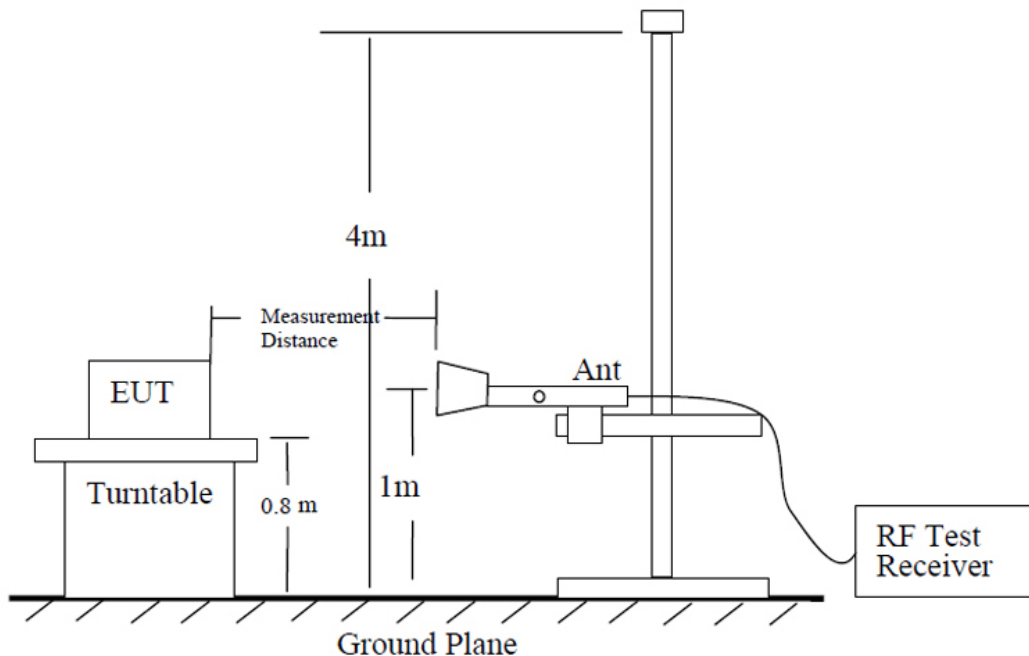 4m
Measurement
Distance
Ant
EUT
Turntable
0.8 m
1m
RF Test
Receiver
Ground Plane